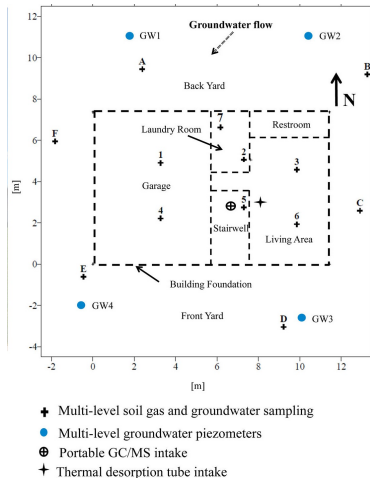 12
GW1
Groundwater flow
GW2
10
A
B
Back Yard
N
8
7
Laundry Room
Restroom
6
F
1
2
3
Garage
[m]
4
5
C
4
2
Stairwell
6
Living Area
0
E
Building Foundation
GW4
-2
Front Yard
GW3
D
-4
-2
0
2
4
6
8
10
12
[m]
Multi-level soil gas and groundwater sampling
Multi-level groundwater piezometers
Portable GC/MS intake
Thermal desorption tube intake